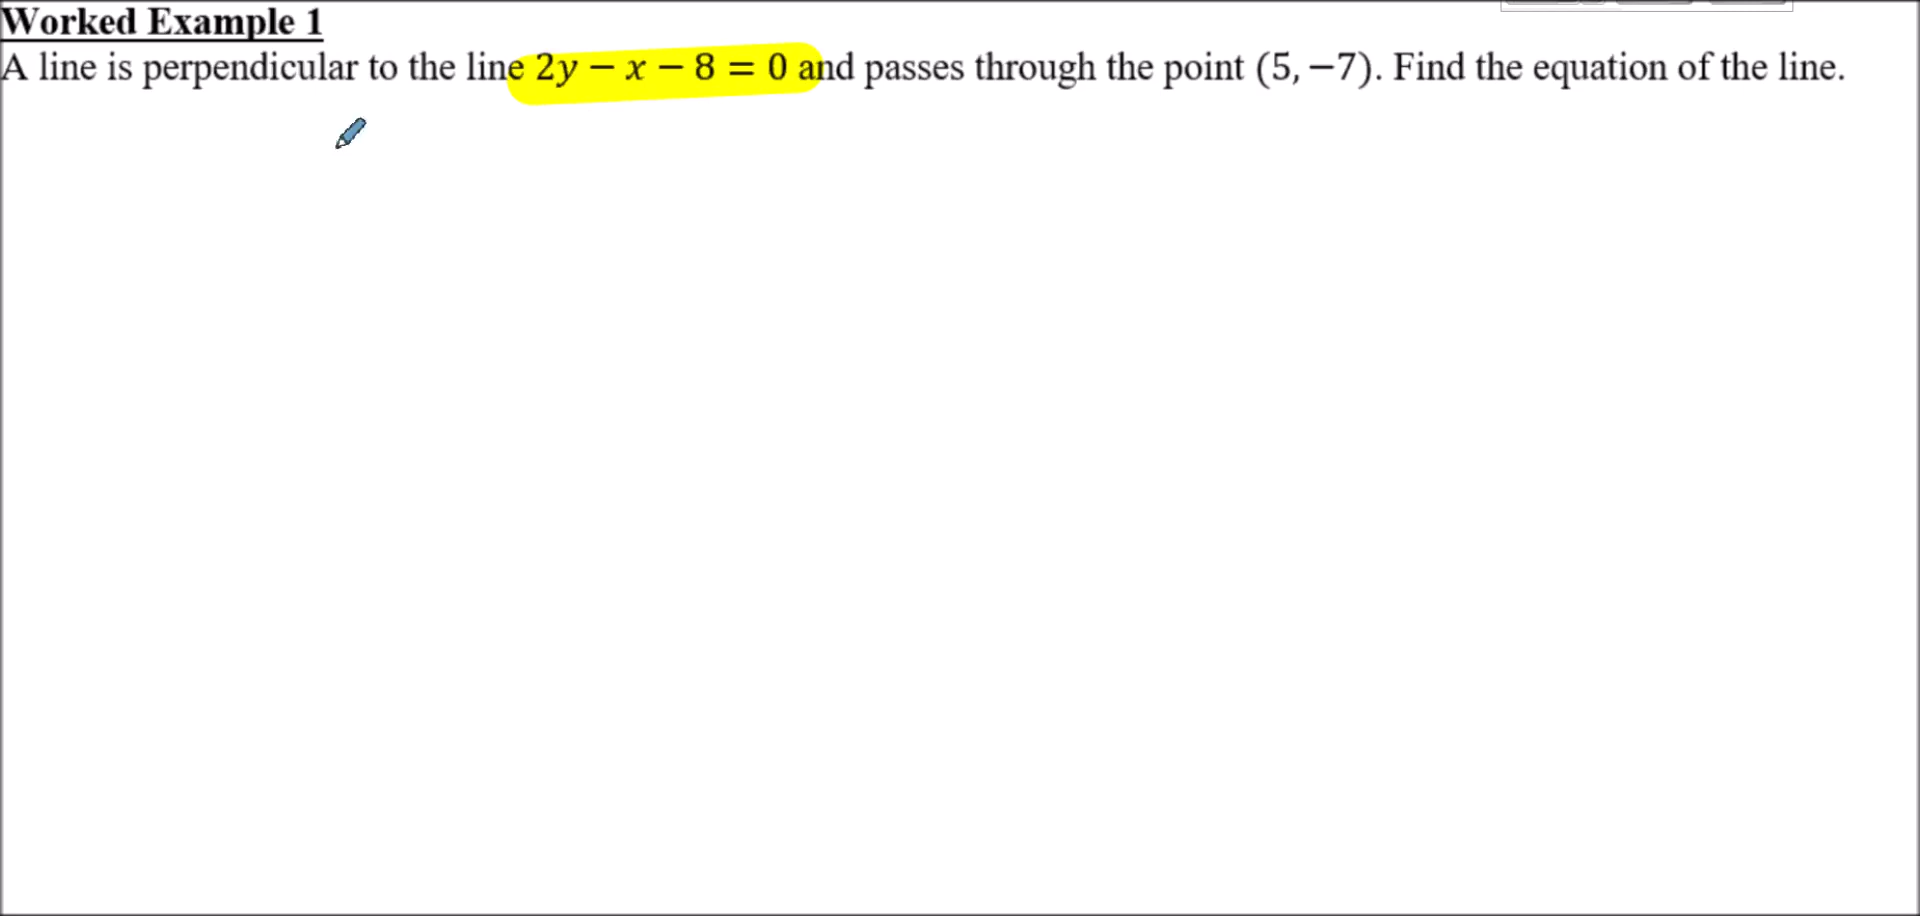 Worked Example 1
A line is perpendicular to the line 2y − x − 8 = 0 and passes through the point (5, −7). Find the equation of the line.